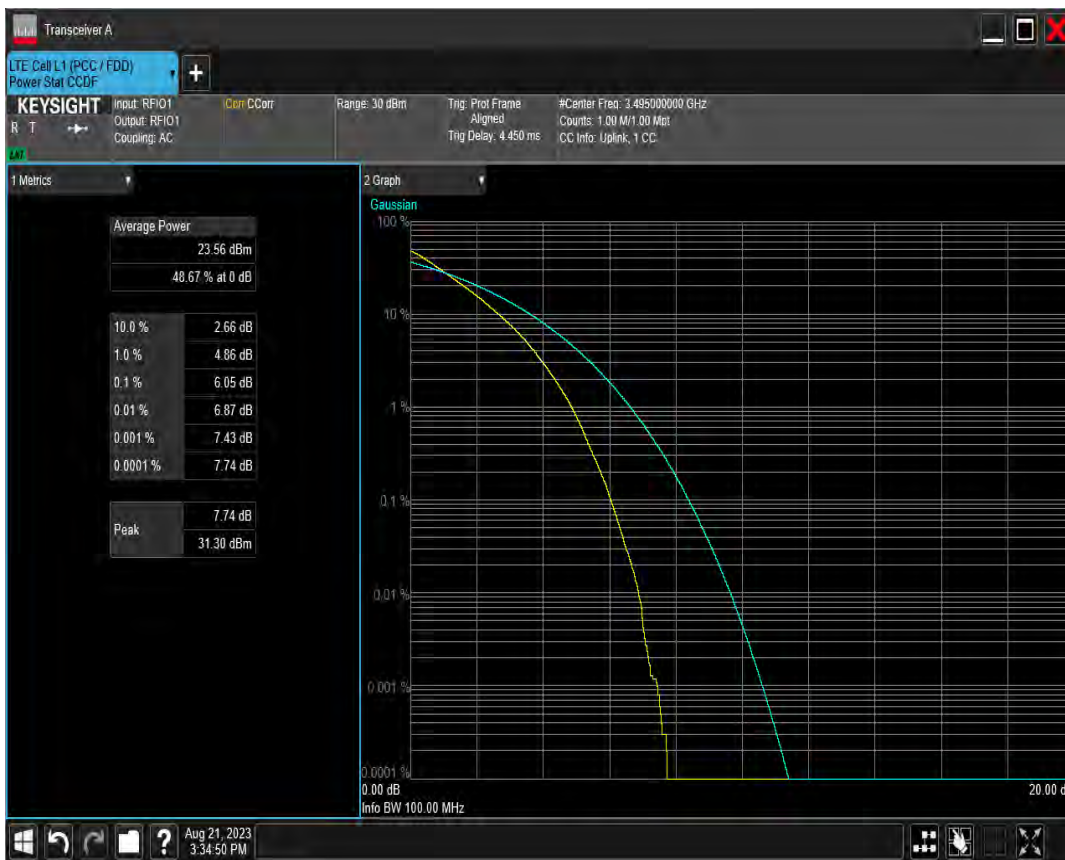 Transceiver A
LTE Cell L1 (PCC / FDD)
Power Stat CCDF
+
KEYSIGHT
R T
LNI
Input: RFIO1
Output: RFIO1
Coupling: AC
Corr CCorr
Range: 30 dBm
Trig: Prot Frame
Aligned
Trig Delay: 4.450 ms
#Center Freq: 3.495000000 GHz
Counts: 1.00 M/1.00 Mpt
CC Info: Uplink, 1 CC
1 Metrics
Average Power
23.56 dBm
48.67 % at 0 dB
10.0 % 2.66 dB
1.0 % 4.86 dB
0.1 % 6.05 dB
0.01 % 6.87 dB
0.001 % 7.43 dB
0.0001 % 7.74 dB
Peak
7.74 dB
31.30 dBm
2 Graph
Gaussian
100 %
10 %
1 %
0.1 %
0.01 %
0.001 %
0.0001 %
0.00 dB
20.00 d
Info BW 100.00 MHz
?
Aug 21, 2023
3:34:50 PM